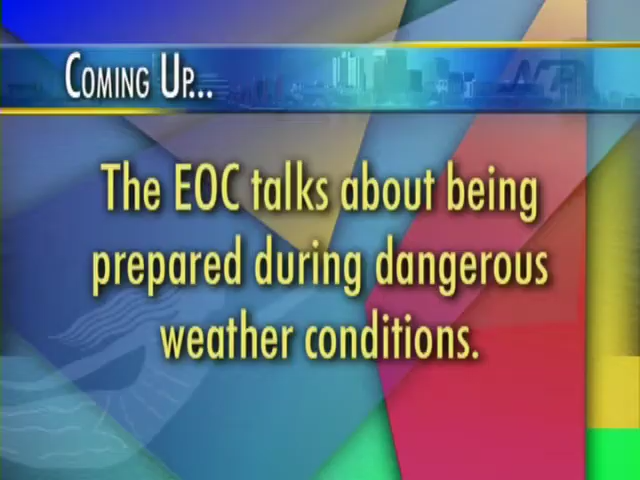 Coming Up...
The EOC talks about being
prepared during dangerous
weather conditions.